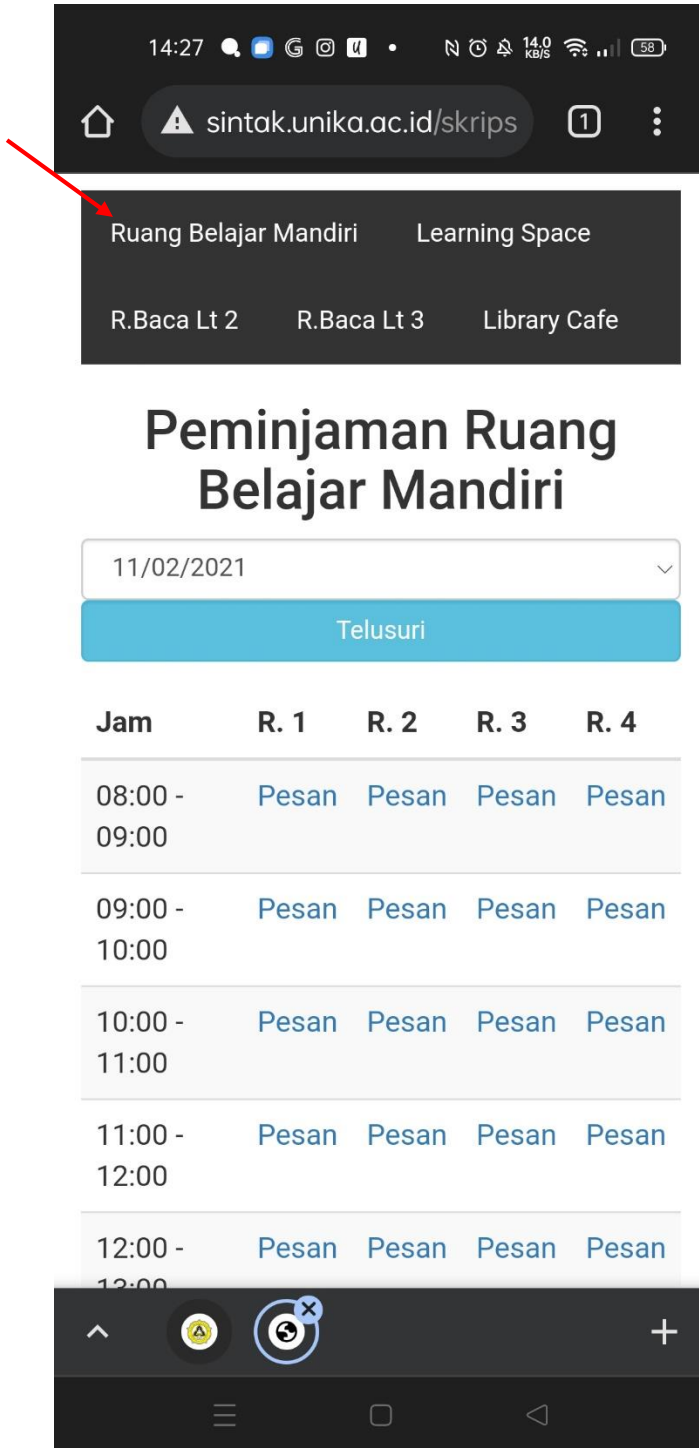 14:27 14.0 KB/S 58
sintak.unika.ac.id/skrips 1
Ruang Belajar Mandiri Learning Space
R.Baca Lt 2 R.Baca Lt 3 Library Cafe
Peminjaman Ruang
Belajar Mandiri
11/02/2021
Telusuri
Jam R. 1 R. 2 R. 3 R. 4
08:00 - Pesan Pesan Pesan Pesan
09:00
09:00 - Pesan Pesan Pesan Pesan
10:00
10:00 - Pesan Pesan Pesan Pesan
11:00
11:00 - Pesan Pesan Pesan Pesan
12:00
12:00 - Pesan Pesan Pesan Pesan
13:00